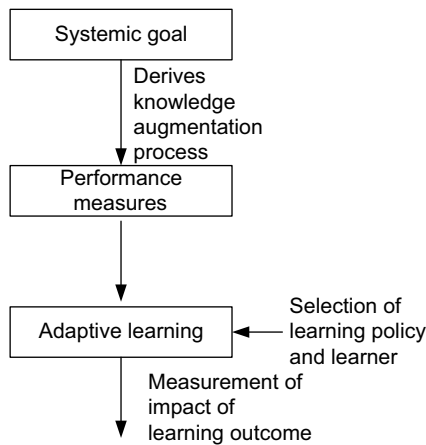 Systemic goal
Derives
knowledge
augmentation
process
Performance
measures
Adaptive learning
Selection of
learning policy
and learner
Measurement of
impact of
learning outcome